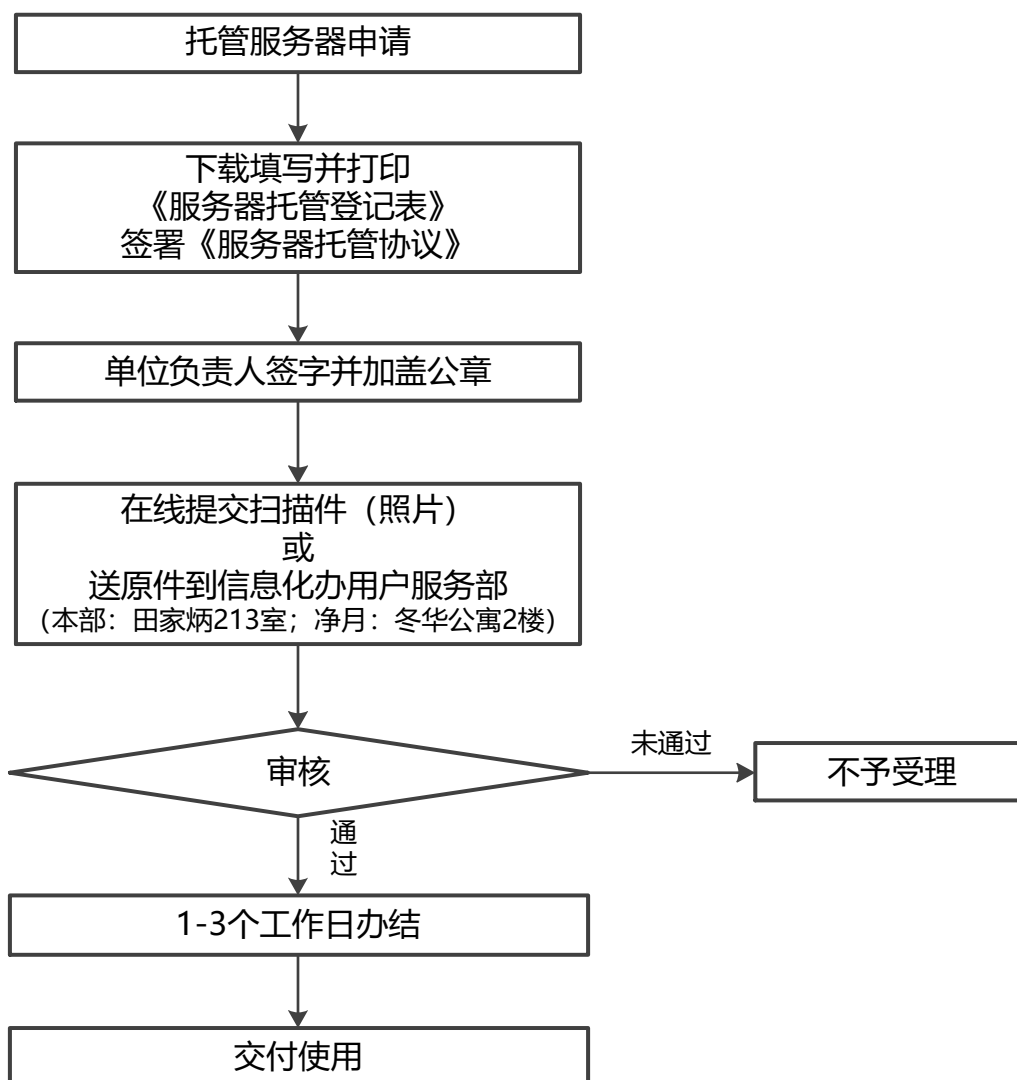 托管服务器申请
下载填写并打印
《服务器托管登记表》
签署《服务器托管协议》
单位负责人签字并加盖公章
在线提交扫描件（照片）
或
送原件到信息化办用户服务部
（本部：田家炳213室；净月：冬华公寓2楼）
审核
未通过
不予受理
通
过
1-3个工作日办结
交付使用